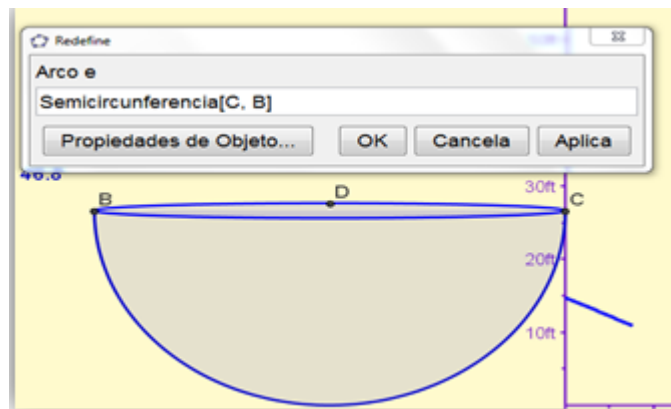 Redefine
Arco e
Semicircunferencia[C, B]
Propiedades de Objeto... OK Cancela Aplica
46.8
B
D
30ft
C
20ft
10ft